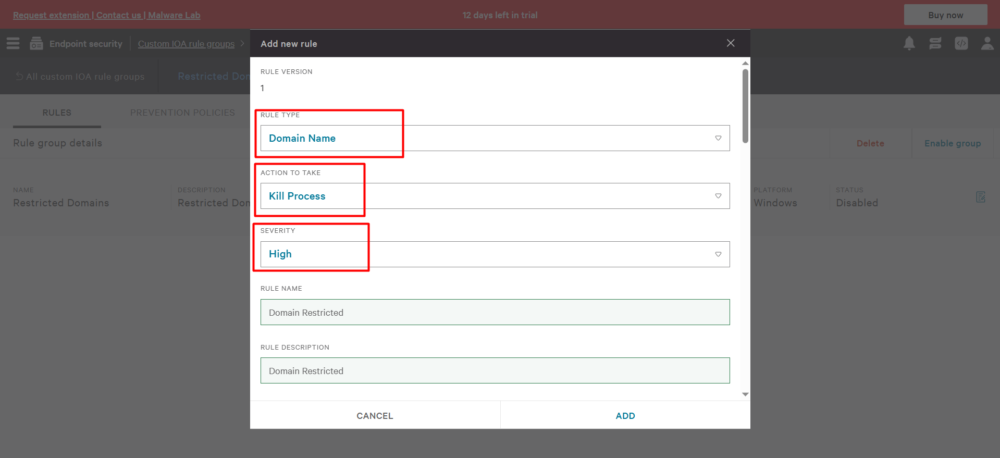 Request extension | Contact us | Malware Lab
12 days left in trial
Buy now
Endpoint security
Custom IOA rule groups
All custom IOA rule groups
Restricted Dom
RULES
PREVENTION POLICIES
Rule group details
Delete
Enable group
NAME
Restricted Domains
DESCRIPTION
Restricted Dom
PLATFORM
Windows
STATUS
Disabled
Add new rule
RULE VERSION
1
RULE TYPE
Domain Name
ACTION TO TAKE
Kill Process
SEVERITY
High
RULE NAME
Domain Restricted
RULE DESCRIPTION
Domain Restricted
CANCEL
ADD